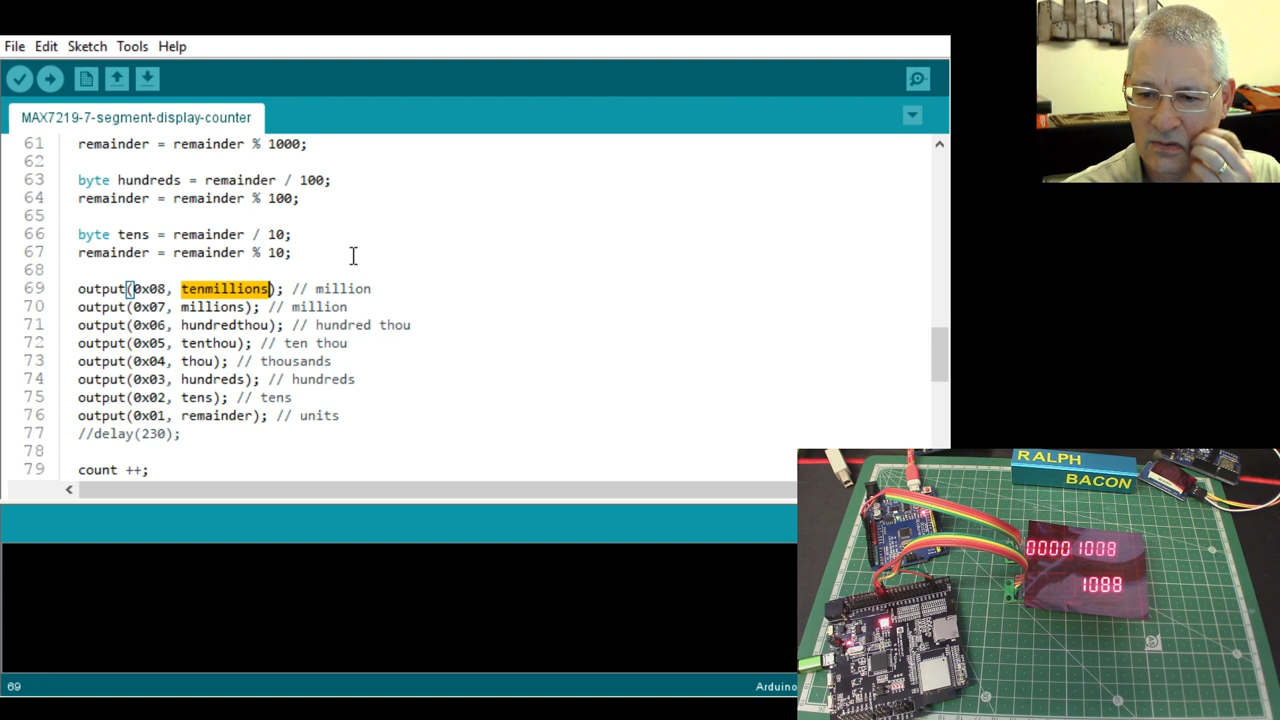 File Edit Sketch Tools Help
MAX7219-7-segment-display-counter
61 remainder = remainder % 1000;
62
63 byte hundreds = remainder / 100;
64 remainder = remainder % 100;
65
66 byte tens = remainder / 10;
67 remainder = remainder % 10;
68
69 output(0x08, tenmillions); // million
70 output(0x07, millions); // million
71 output(0x06, hundredthou); // hundred thou
72 output(0x05, tenthou); // ten thou
73 output(0x04, thou); // thousands
74 output(0x03, hundreds); // hundreds
75 output(0x02, tens); // tens
76 output(0x01, remainder); // units
77 //delay(230);
78
79 count ++;
69 Arduino
RALPH
BACON
00001008
1088